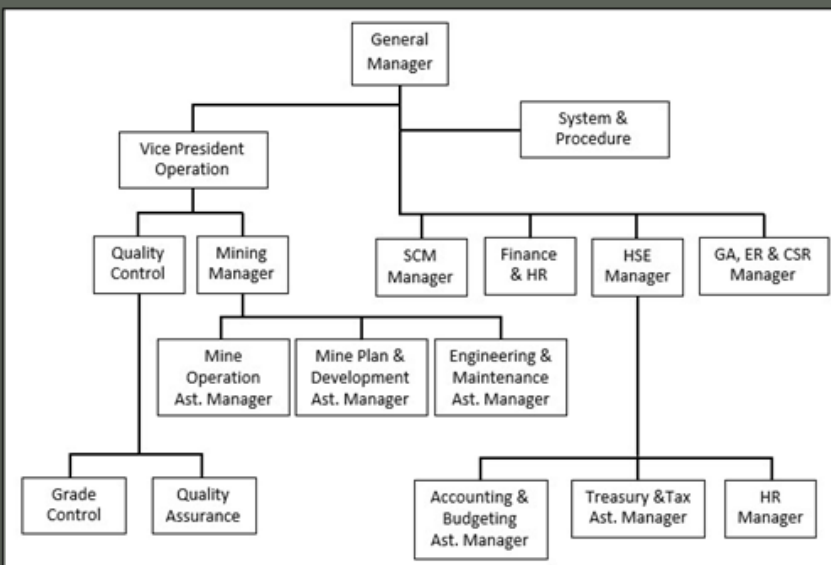 General
Manager
System &
Procedure
Vice President
Operation
Quality
Control
Mining
Manager
SCM
Manager
Finance
& HR
HSE
Manager
GA, ER & CSR
Manager
Mine
Operation
Ast. Manager
Mine Plan &
Development
Ast. Manager
Engineering &
Maintenance
Ast. Manager
Grade
Control
Quality
Assurance
Accounting &
Budgeting
Ast. Manager
Treasury &Tax
Ast. Manager
HR
Manager